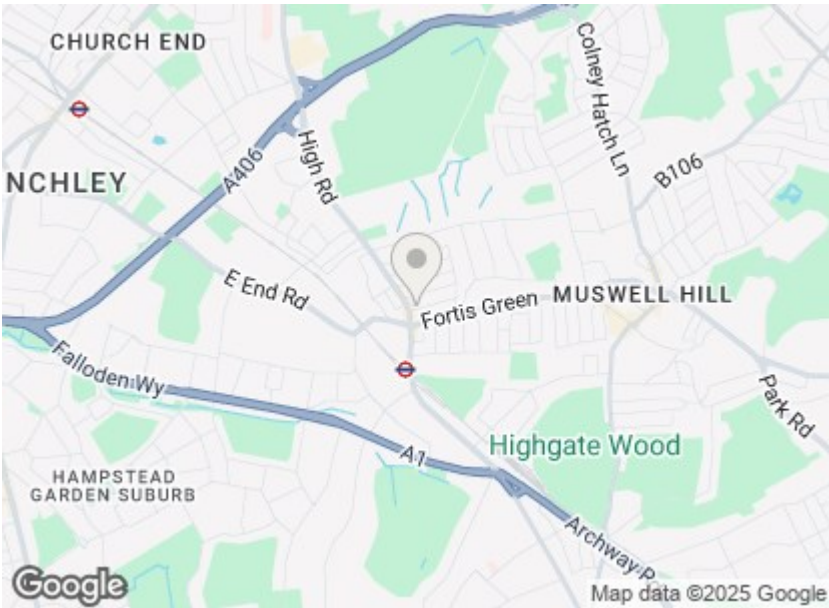 CHURCH END
Colney Hatch Ln
High Rd
A406
B106
NCHLEY
E End Rd
Fortis Green
MUSWELL HILL
Falloden Wy
Park Rd
Highgate Wood
A1
HAMPSTEAD
GARDEN SUBURB
Archway R
Google
Map data ©2025 Google